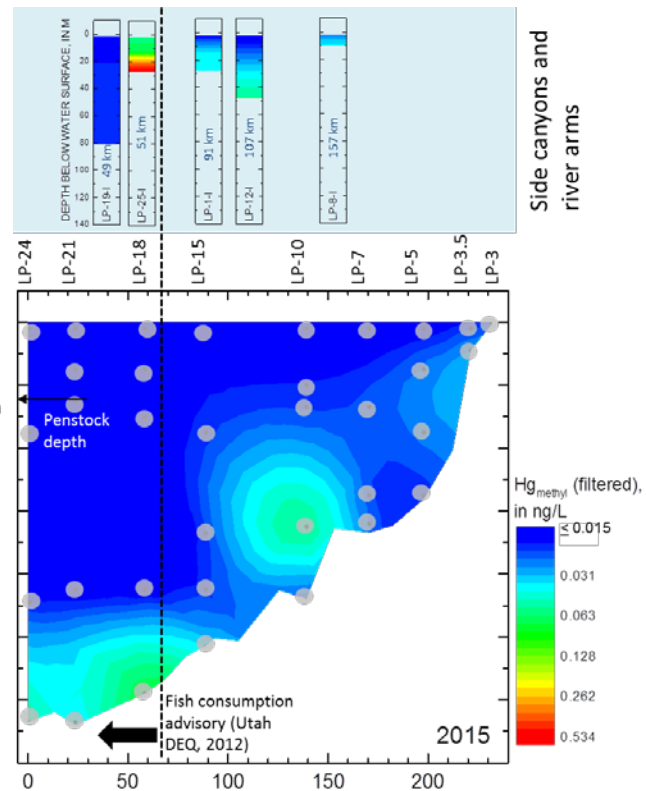 DEPTH BELOW WATER SURFACE, IN M
0
20
40
60
80
100
120
140
LP-19-I
49 km
LP-25-I
51 km
LP-1-I
91 km
LP-12-I
107 km
LP-8-I
157 km
Side canyons and
river arms
LP-24
LP-21
LP-18
LP-15
LP-10
LP-7
LP-5
LP-3.5
LP-3
Penstock
depth
Hgmethyl (filtered),
in ng/L
≤ 0.015
0.031
0.063
0.128
0.262
0.534
Fish consumption
advisory (Utah
DEQ, 2012)
2015
0
50
100
150
200